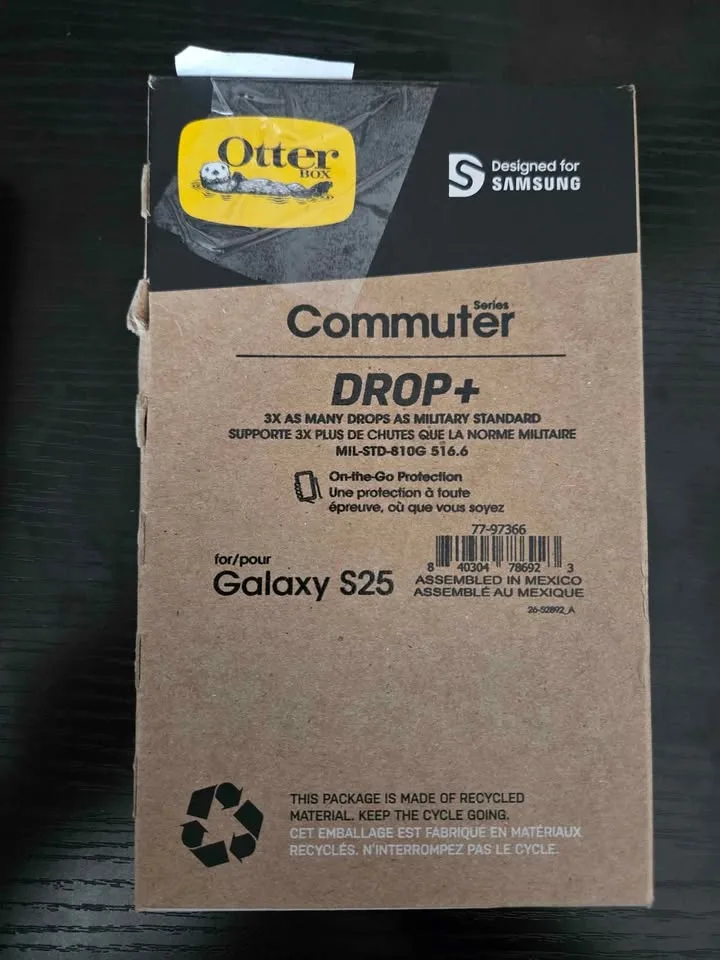 Otter
BOX
Designed for
SAMSUNG
Commuter Series
DROP+
3X AS MANY DROPS AS MILITARY STANDARD
SUPPORTE 3X PLUS DE CHUTES QUE LA NORME MILITAIRE
MIL-STD-810G 516.6
On-the-Go Protection
Une protection à toute
épreuve, où que vous soyez
77-97366
8 40304 78692 3
ASSEMBLED IN MEXICO
ASSEMBLÉ AU MEXIQUE
26-52892_A
for/pour
Galaxy S25
THIS PACKAGE IS MADE OF RECYCLED
MATERIAL. KEEP THE CYCLE GOING.
CET EMBALLAGE EST FABRIQUÉ EN MATÉRIAUX
RECYCLÉS. N'INTERROMPEZ PAS LE CYCLE.